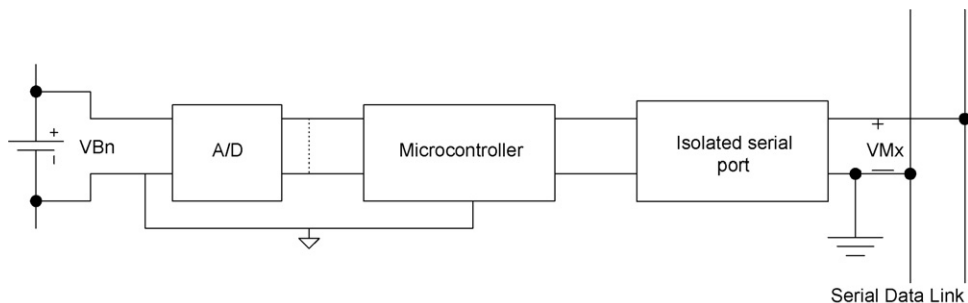 +
VBn
A/D
Microcontroller
Isolated serial
port
+
VMx
Serial Data Link